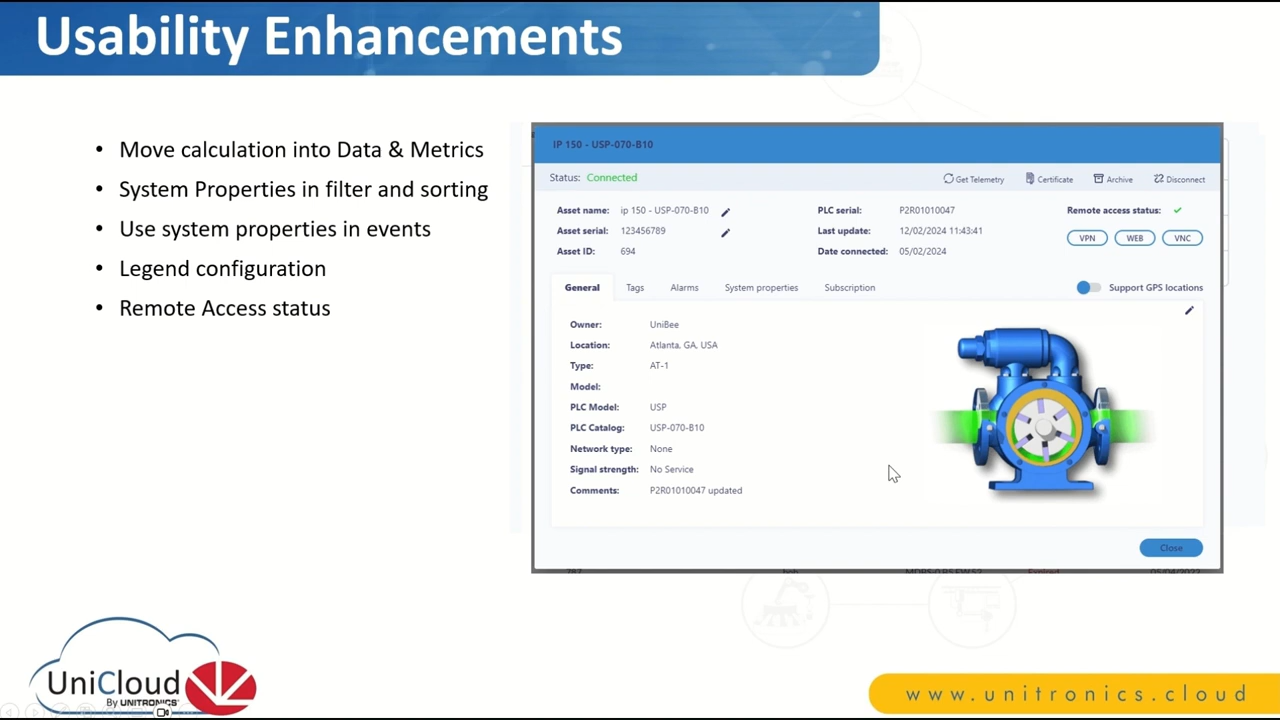 Usability Enhancements
• Move calculation into Data & Metrics
• System Properties in filter and sorting
• Use system properties in events
• Legend configuration
• Remote Access status
IP 150 - USP-070-B10
Status: Connected
Get Telemetry Certificate Archive Disconnect
Asset name: ip 150 - USP-070-B10 PLC serial: P2R01010047 Remote access status:
Asset serial: 123456789 Last update: 12/02/2024 11:43:41 VPN WEB VNC
Asset ID: 694 Date connected: 05/02/2024
General Tags Alarms System properties Subscription Support GPS locations
Owner: UniBee
Location: Atlanta, GA, USA
Type: AT-1
Model:
PLC Model: USP
PLC Catalog: USP-070-B10
Network type: None
Signal strength: No Service
Comments: P2R01010047 updated
Close
UniCloud
By UNITRONICS
www.unitronics.cloud